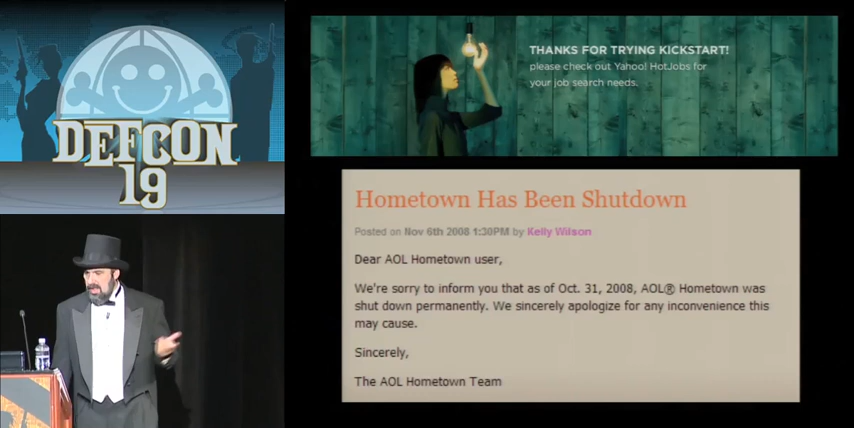 DEFCON
19
THANKS FOR TRYING KICKSTART!
please check out Yahoo! HotJobs for
your job search needs.
Hometown Has Been Shutdown
Posted on Nov 6th 2008 1:30PM by Kelly Wilson
Dear AOL Hometown user,
We're sorry to inform you that as of Oct. 31, 2008, AOL® Hometown was
shut down permanently. We sincerely apologize for any inconvenience this
may cause.
Sincerely,
The AOL Hometown Team